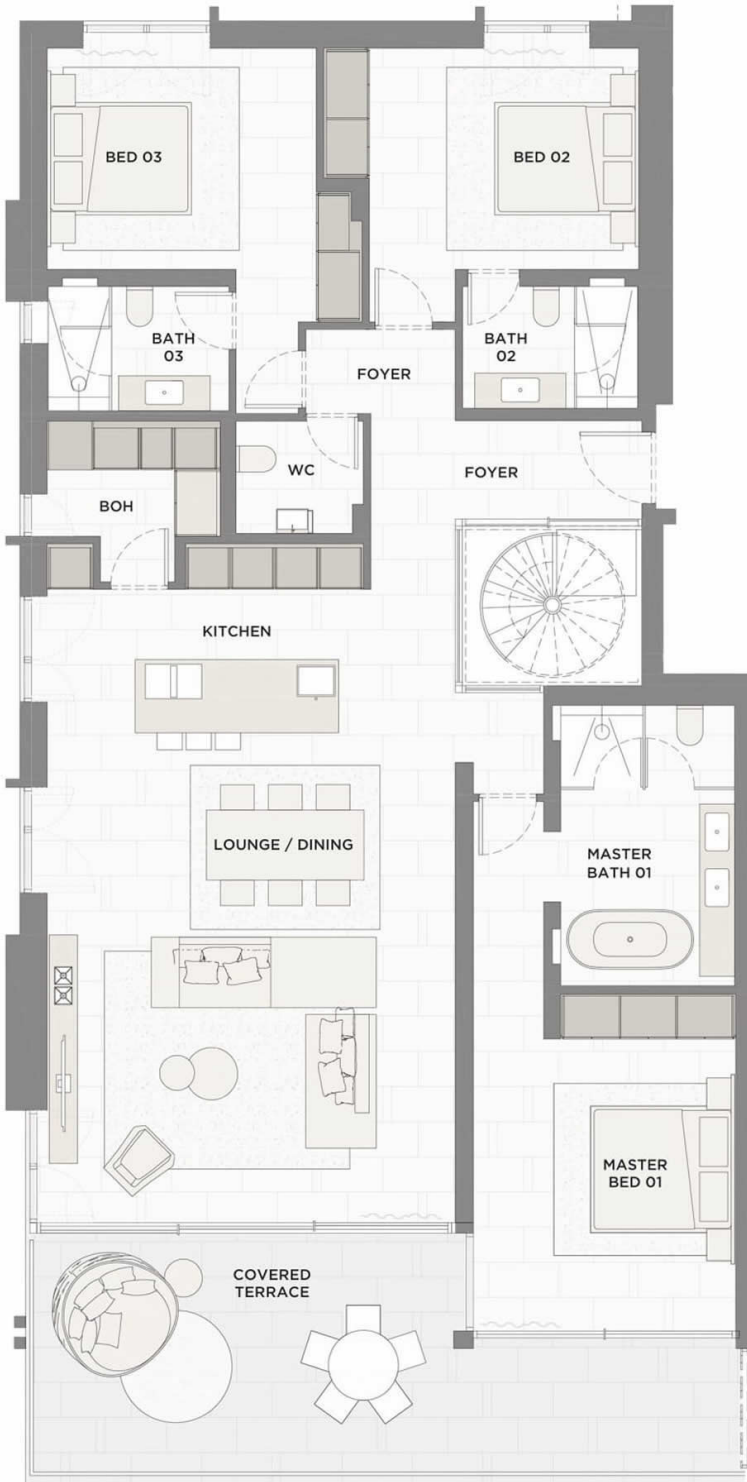 BED 03
BED 02
BATH
03
BATH
02
FOYER
WC
FOYER
BOH
KITCHEN
LOUNGE / DINING
MASTER
BATH 01
MASTER
BED 01
COVERED
TERRACE